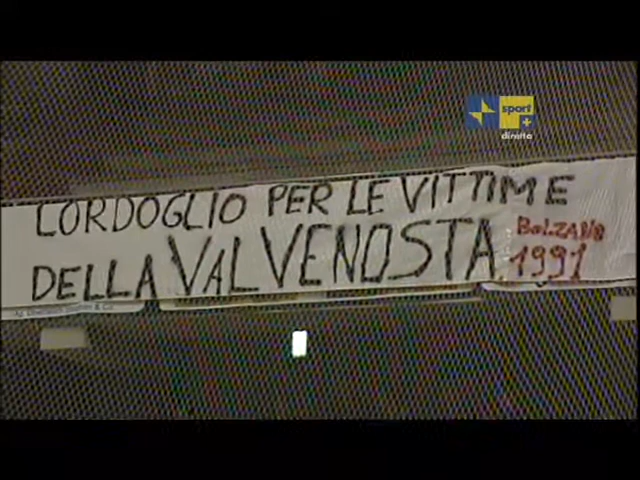 sport
+
diretta
CORDOGLIO PER LE VITTIME
DELLA VAL VENOSTA
BOLZANO
1991